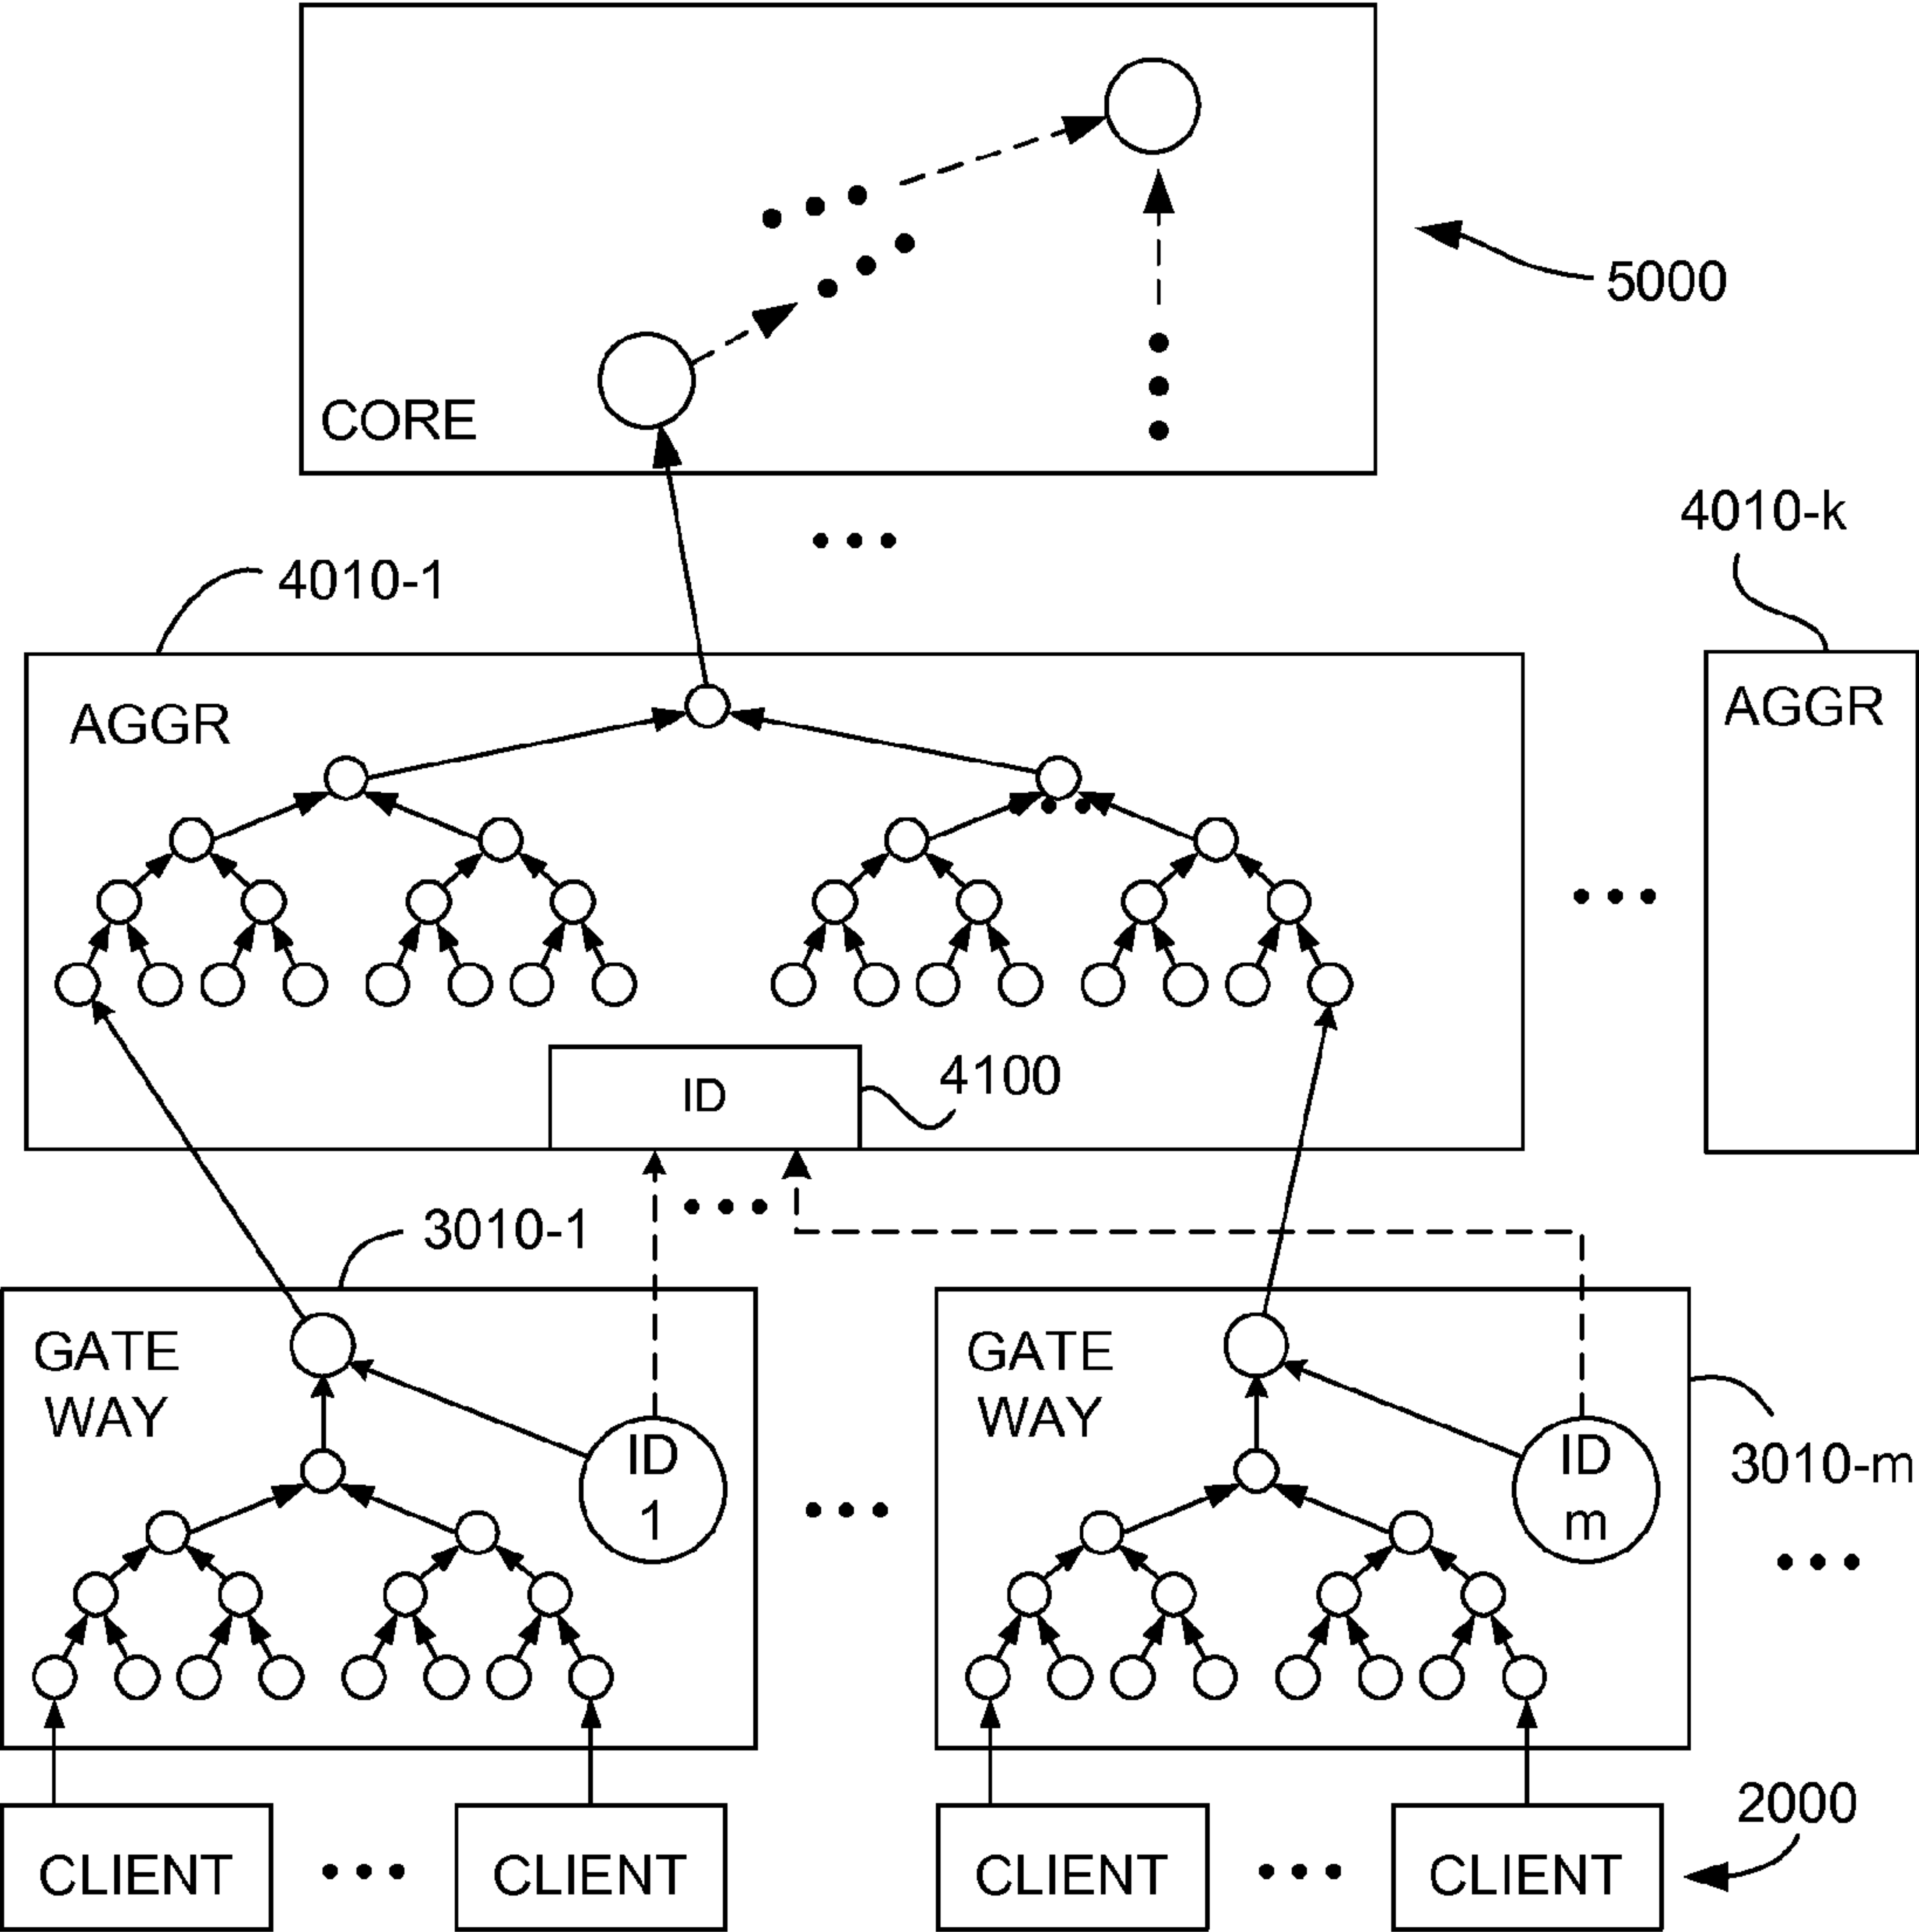 5000
CORE
4010-k
4010-1
AGGR
AGGR
ID
4100
3010-1
GATE
WAY
ID
1
GATE
WAY
ID
m
3010-m
2000
CLIENT
CLIENT
CLIENT
CLIENT